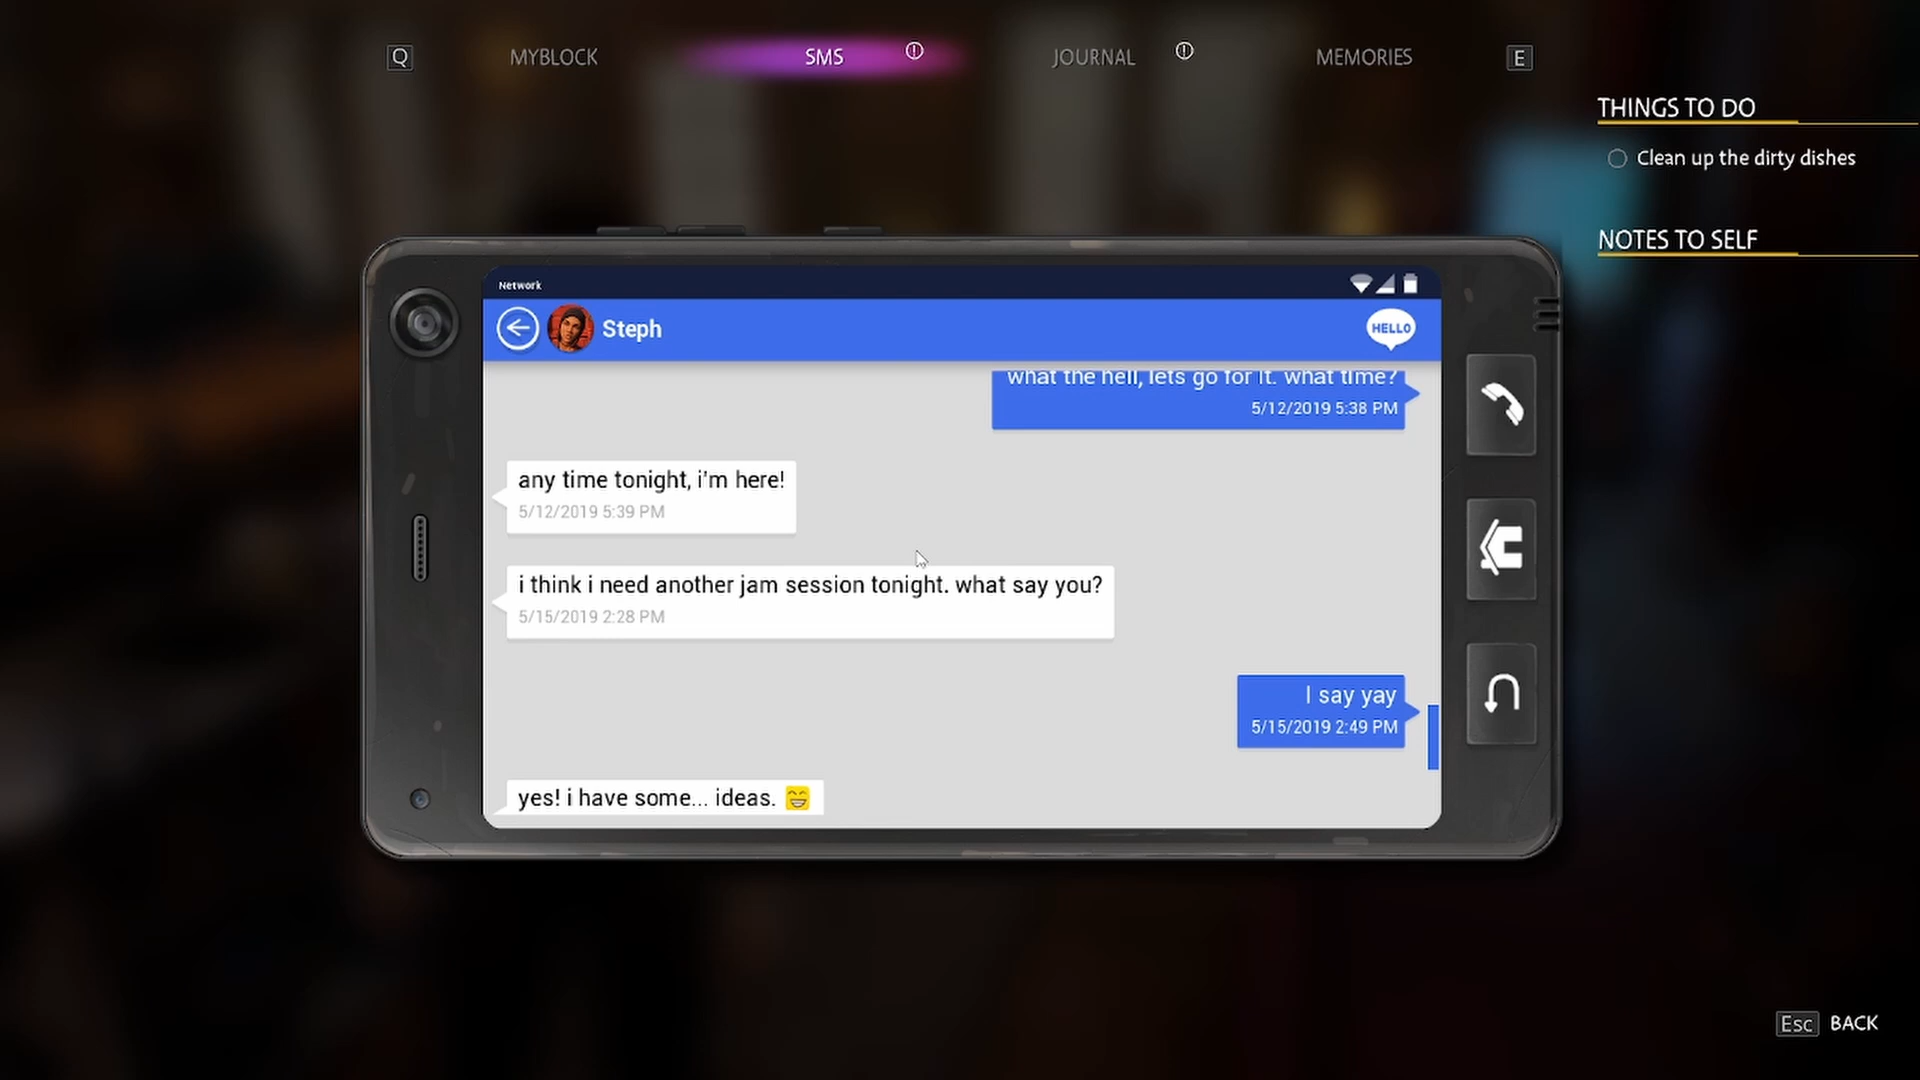 Q MYBLOCK SMS JOURNAL MEMORIES E
THINGS TO DO
Clean up the dirty dishes
NOTES TO SELF
Network
Steph
HELLO
what the hell, lets go for it. what time?
5/12/2019 5:38 PM
any time tonight, i'm here!
5/12/2019 5:39 PM
i think i need another jam session tonight. what say you?
5/15/2019 2:28 PM
I say yay
5/15/2019 2:49 PM
yes! i have some... ideas. 😄
Esc BACK